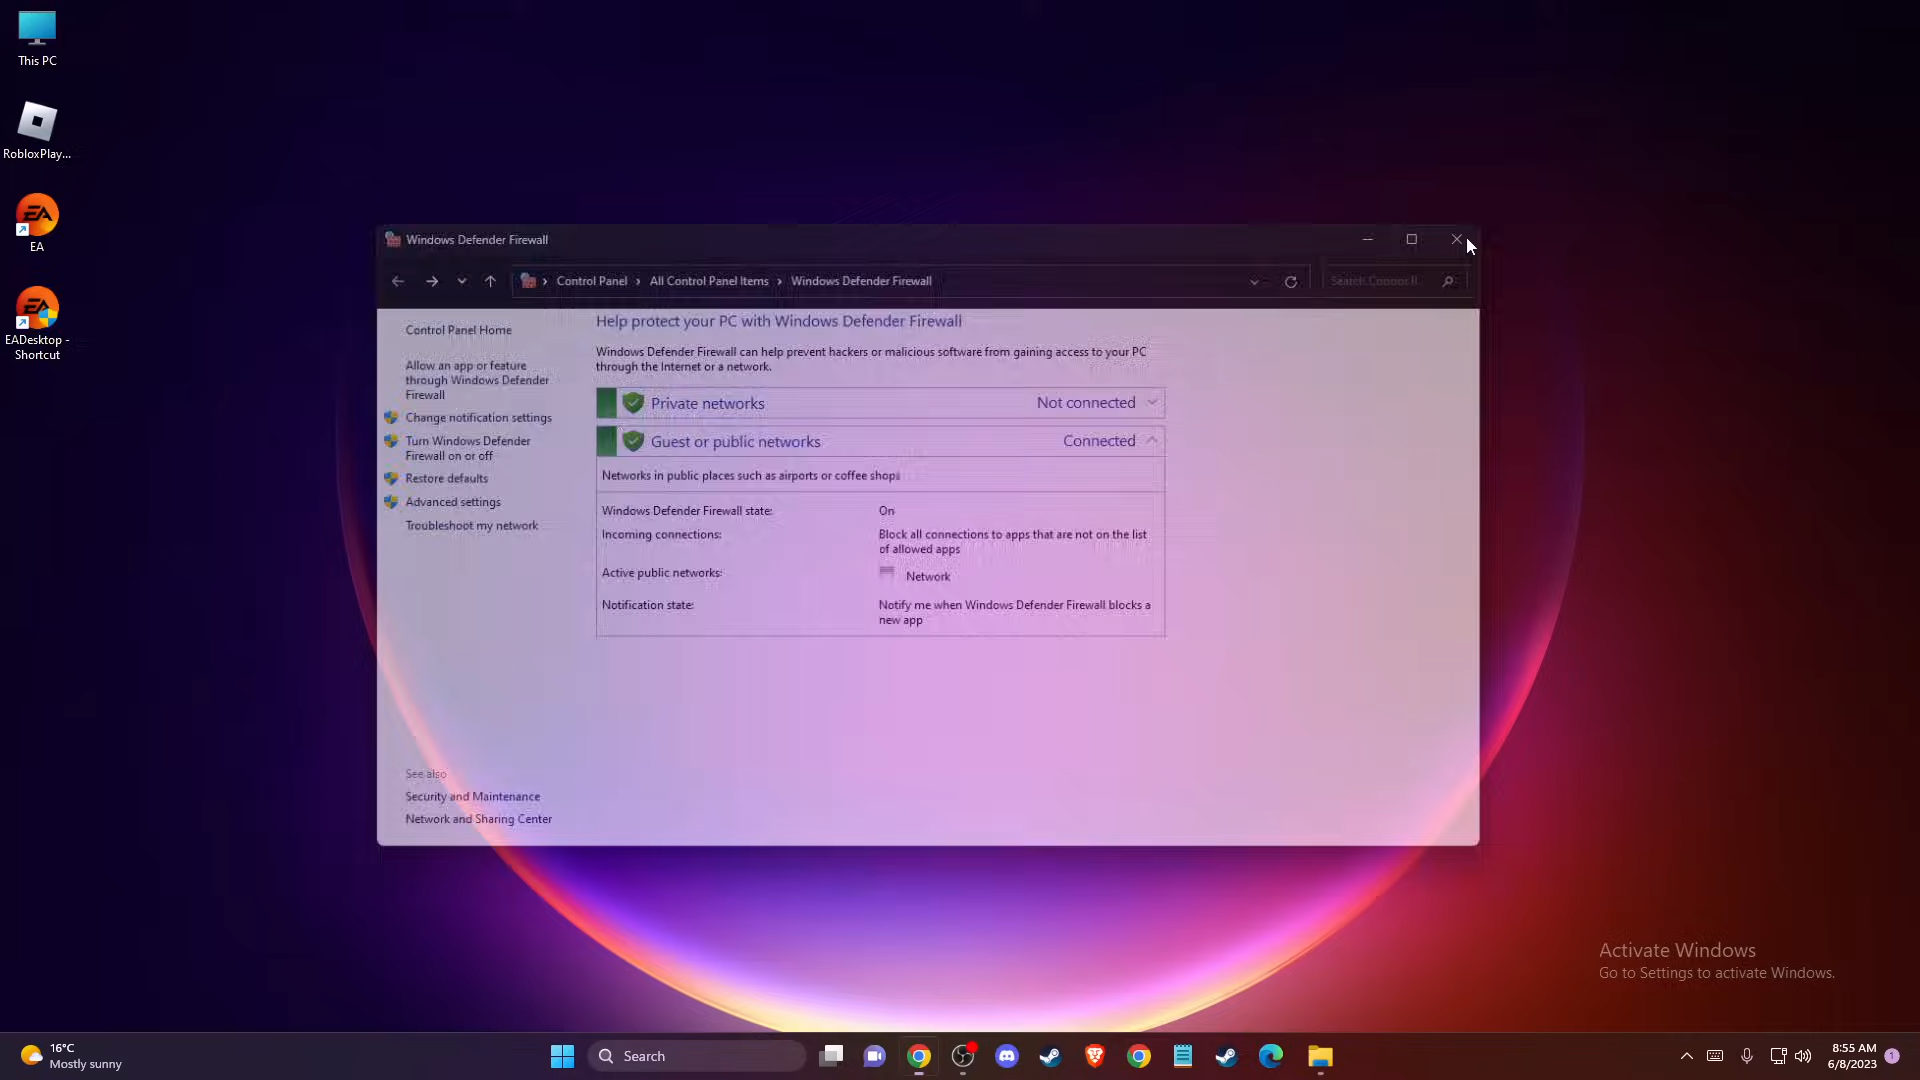 This PC
RobloxPlay...
EA
EADesktop -
Shortcut
Windows Defender Firewall
Control Panel
All Control Panel Items
Windows Defender Firewall
Control Panel Home
Allow an app or feature
through Windows Defender
Firewall
Change notification settings
Turn Windows Defender
Firewall on or off
Restore defaults
Advanced settings
Troubleshoot my network
See also
Security and Maintenance
Network and Sharing Center
Help protect your PC with Windows Defender Firewall
Windows Defender Firewall can help prevent hackers or malicious software from gaining access to your PC
through the Internet or a network.
Private networks Not connected
Guest or public networks Connected
Networks in public places such as airports or coffee shops
Windows Defender Firewall state: On
Incoming connections: Block all connections to apps that are not on the list
of allowed apps
Active public networks: Network
Notification state: Notify me when Windows Defender Firewall blocks a
new app
Activate Windows
Go to Settings to activate Windows.
16°C
Mostly sunny
Search
8:55 AM
6/8/2023
1